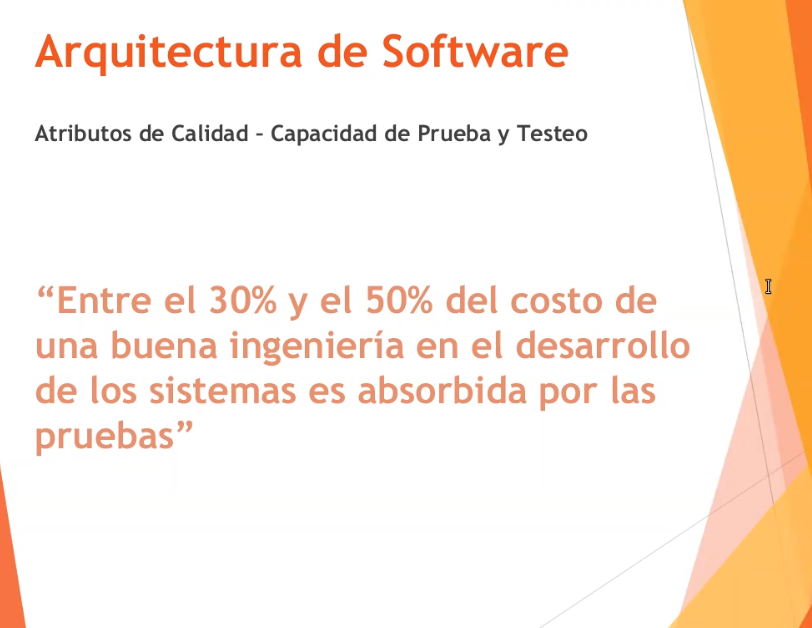 Arquitectura de Software
Atributos de Calidad – Capacidad de Prueba y Testeo
“Entre el 30% y el 50% del costo de
una buena ingeniería en el desarrollo
de los sistemas es absorbida por las
pruebas”